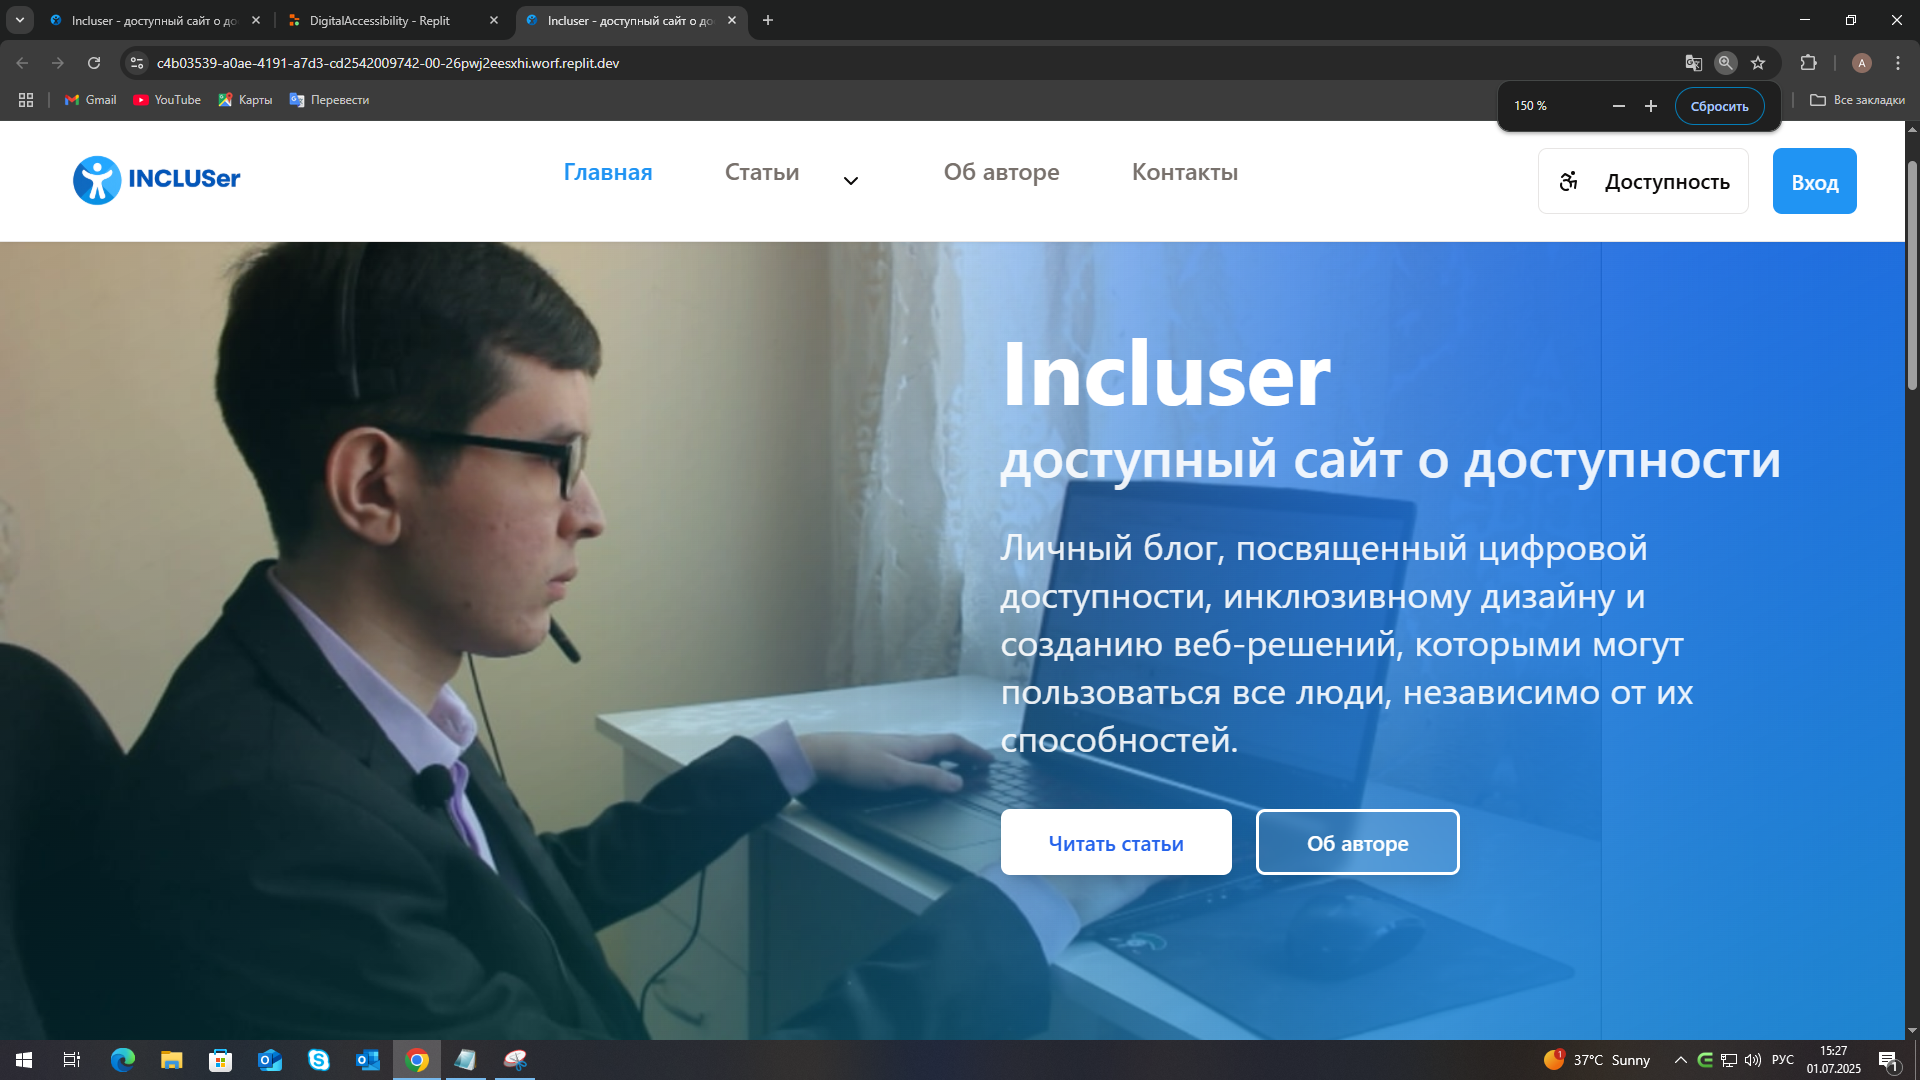 Incluser - доступный сайт о до
DigitalAccessibility - Replit
Incluser - доступный сайт о до
c4b03539-a0ae-4191-a7d3-cd2542009742-00-26pwj2eesxhi.worf.replit.dev
A
Gmail
YouTube
Карты
Перевести
150 %
Сбросить
Все закладки
INCLUSer
Главная
Статьи
Об авторе
Контакты
Доступность
Вход
Incluser
доступный сайт о доступности
Личный блог, посвященный цифровой
доступности, инклюзивному дизайну и
созданию веб-решений, которыми могут
пользоваться все люди, независимо от их
способностей.
Читать статьи
Об авторе
1
37°C Sunny
РУС
15:27
01.07.2025
1